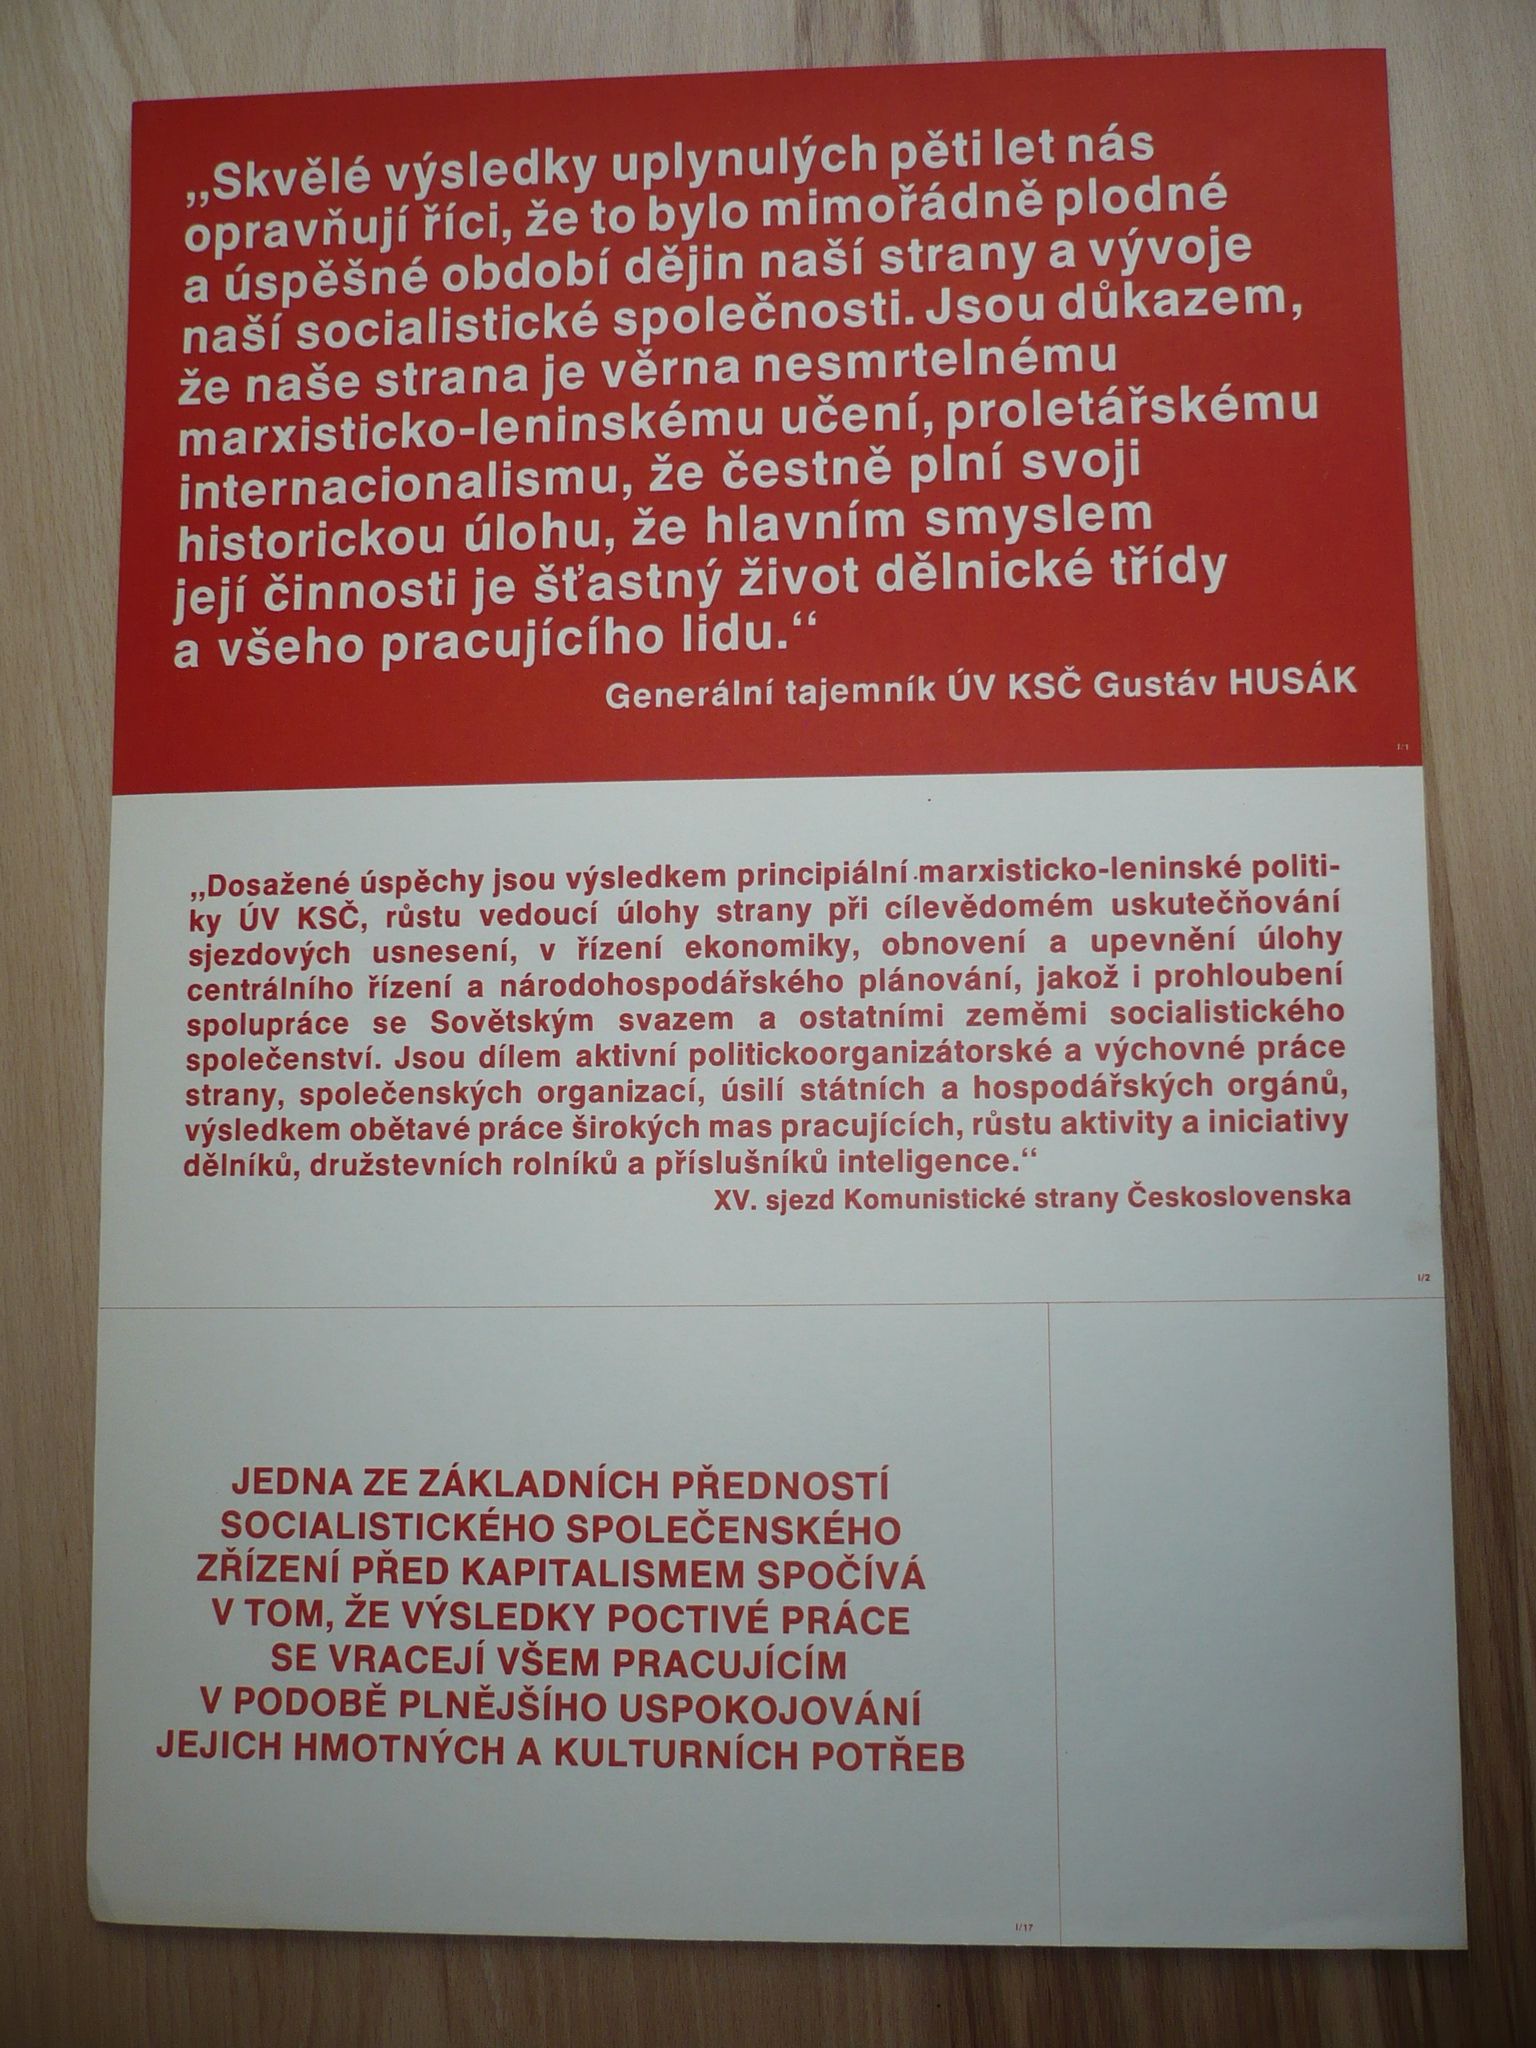 „Skvělé výsledky uplynulých pěti let nás
opravňují říci, že to bylo mimořádně plodné
a úspěšné období dějin naší strany a vývoje
naší socialistické společnosti. Jsou důkazem,
že naše strana je věrna nesmrtelnému
marxisticko-leninskému učení, proletářskému
internacionalismu, že čestně plní svoji
historickou úlohu, že hlavním smyslem
její činnosti je šťastný život dělnické třídy
a všeho pracujícího lidu.“
Generální tajemník ÚV KSČ Gustáv HUSÁK
I/1
„Dosažené úspěchy jsou výsledkem principiální marxisticko-leninské politi-
ky ÚV KSČ, růstu vedoucí úlohy strany při cílevědomém uskutečňování
sjezdových usnesení, v řízení ekonomiky, obnovení a upevnění úlohy
centrálního řízení a národohospodářského plánování, jakož i prohloubení
spolupráce se Sovětským svazem a ostatními zeměmi socialistického
společenství. Jsou dílem aktivní politickoorganizátorské a výchovné práce
strany, společenských organizací, úsilí státních a hospodářských orgánů,
výsledkem obětavé práce širokých mas pracujících, růstu aktivity a iniciativy
dělníků, družstevních rolníků a příslušníků inteligence.“
XV. sjezd Komunistické strany Československa
I/2
JEDNA ZE ZÁKLADNÍCH PŘEDNOSTÍ
SOCIALISTICKÉHO SPOLEČENSKÉHO
ZŘÍZENÍ PŘED KAPITALISMEM SPOČÍVÁ
V TOM, ŽE VÝSLEDKY POCTIVÉ PRÁCE
SE VRACEJÍ VŠEM PRACUJÍCÍM
V PODOBĚ PLNĚJŠÍHO USPOKOJOVÁNÍ
JEJICH HMOTNÝCH A KULTURNÍCH POTŘEB
I/17